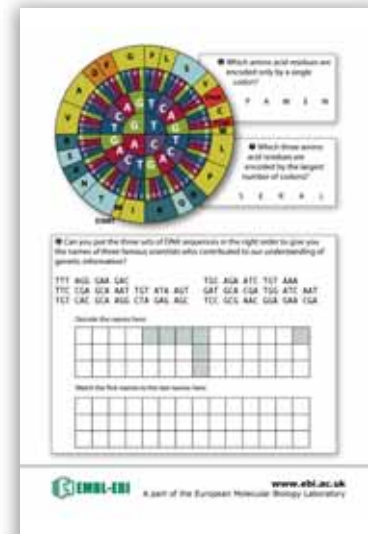 Which amino acid residues are
encoded only by a single
codon?
Which three amino
acid residues are
encoded by the largest
number of codons?
S E R A L
START
Can you put the three sets of DNA sequences in the right order to give you
the names of three famous scientists who contributed to our understanding of
genetic information?
TTT AGG GAA GAC TGC AGA ATC TGT AAA
TTC CGA GCA AAT TGT ATA AGT GAT GCA CGA TGG ATC AAT
TGT CAC GCA AGG CTA GAG AGC TCC GCG AAC GGA GAA CGA
Decode the names here:
Match the first names to the last names here:
EMBL-EBI
www.ebi.ac.uk
A part of the European Molecular Biology Laboratory